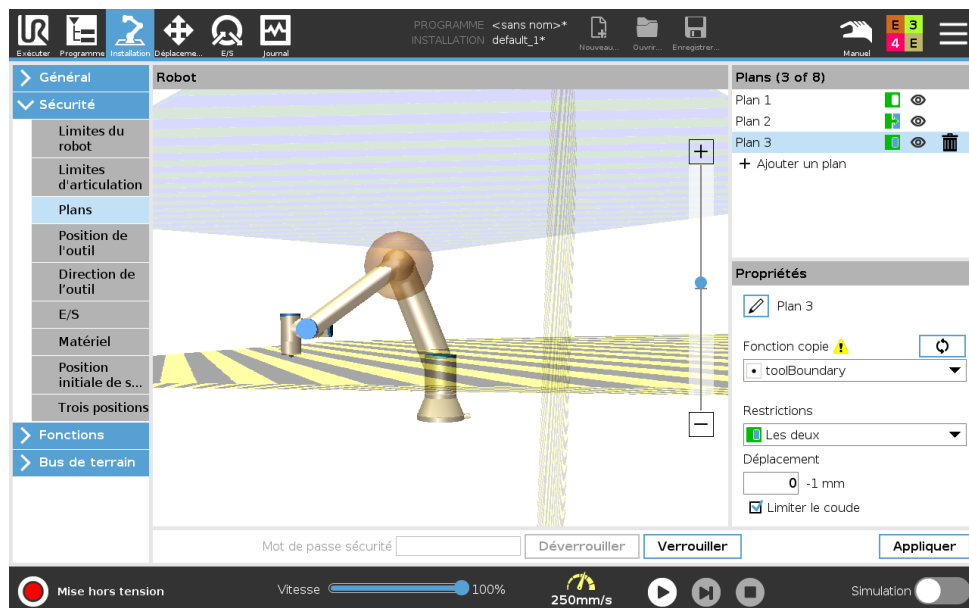 PROGRAMME <sans nom>*
INSTALLATION default_1*
Exécuter
Programme
Installation
Déplaceme...
E/S
Journal
Nouveau...
Ouvrir...
Enregistrer...
Manuel
E 3
4 E
Général
Sécurité
Limites du
robot
Limites
d'articulation
Plans
Position de
l'outil
Direction de
l’outil
E/S
Matériel
Position
initiale de s...
Trois positions
Fonctions
Bus de terrain
Robot
+
−
Plans (3 of 8)
Plan 1
Plan 2
Plan 3
+ Ajouter un plan
Propriétés
Plan 3
Fonction copie
toolBoundary
Restrictions
Les deux
Déplacement
0 -1 mm
Limiter le coude
Mot de passe sécurité
Déverrouiller
Verrouiller
Appliquer
Mise hors tension
Vitesse
100%
250mm/s
Simulation